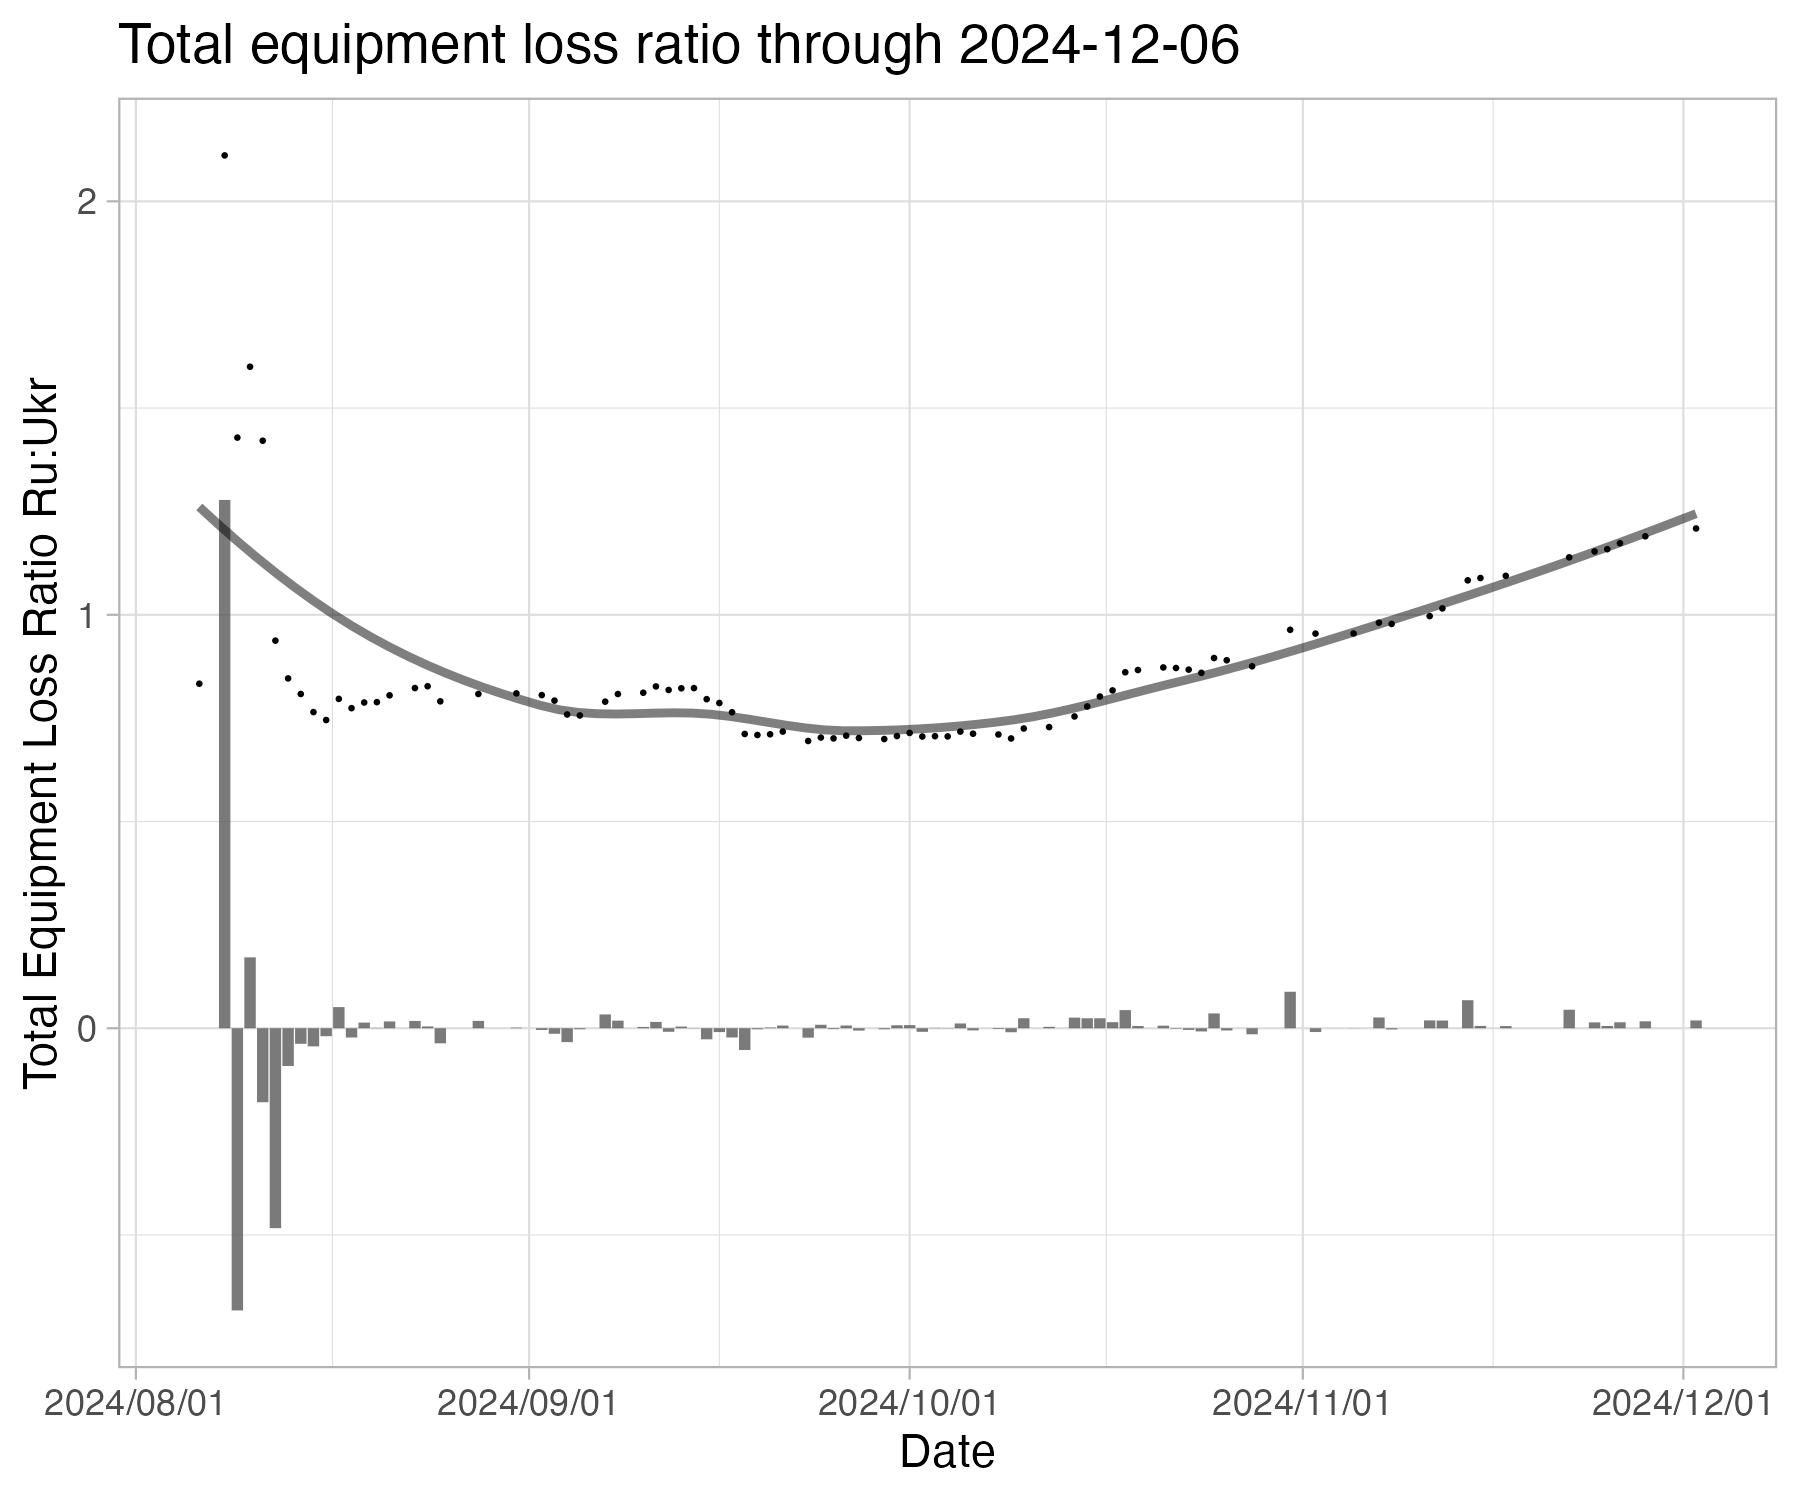 Total equipment loss ratio through 2024-12-06
Total Equipment Loss Ratio Ru:Ukr
2
1
0
2024/08/01
2024/09/01
2024/10/01
2024/11/01
2024/12/01
Date